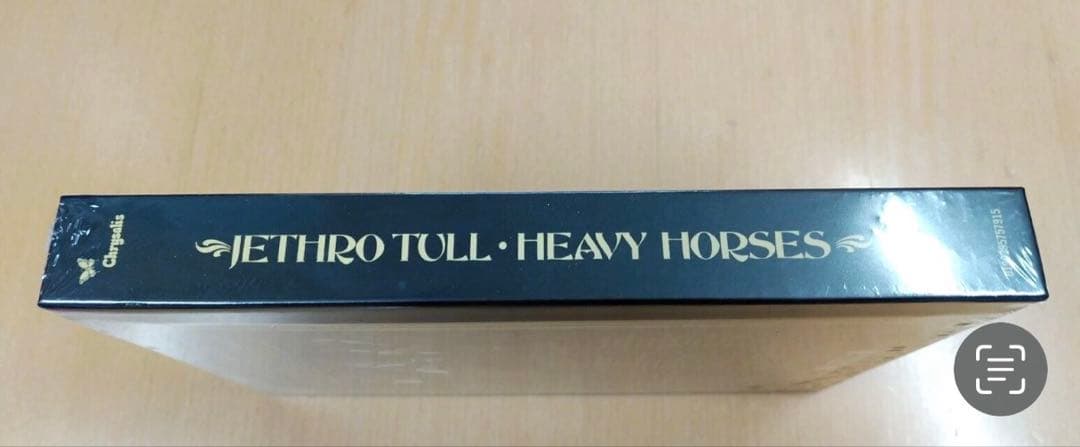 Chrysalis
JETHRO TULL • HEAVY HORSES